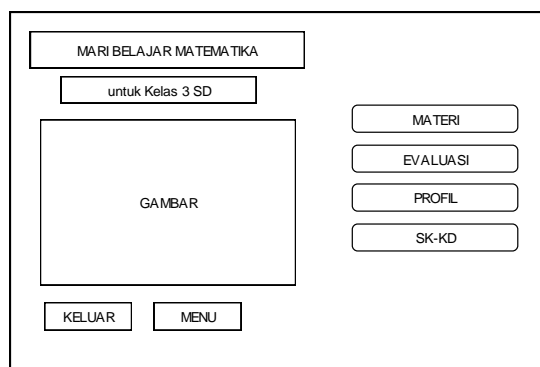 MARI BELAJAR MATEMATIKA
untuk Kelas 3 SD
GAMBAR
MATERI
EVALUASI
PROFIL
SK-KD
KELUAR
MENU